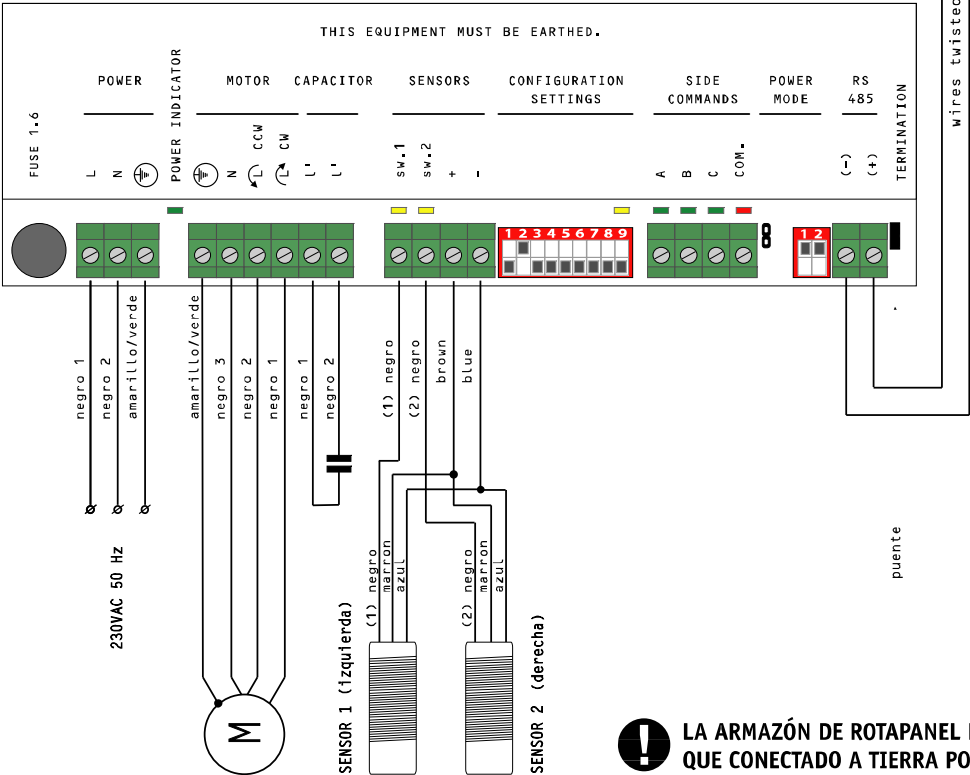 THIS EQUIPMENT MUST BE EARTHED.
FUSE 1.6
POWER
POWER INDICATOR
MOTOR
CAPACITOR
SENSORS
CONFIGURATION
SETTINGS
SIDE
COMMANDS
POWER
MODE
RS
485
TERMINATION
wires twisted
L
N
N
L CCW
L CW
L'
L'
sw.1
sw.2
+
-
A
B
C
COM.
(-)
(+)
1 2 3 4 5 6 7 8 9
1 2
8
negro 1
negro 2
amarillo/verde
amarillo/verde
negro 3
negro 2
negro 1
negro 1
negro 2
(1) negro
(2) negro
brown
blue
230VAC 50 Hz
M
SENSOR 1 (izquierda)
(1) negro
marron
azul
(2) negro
marron
azul
SENSOR 2 (derecha)
puente
! LA ARMAZÓN DE ROTAPANEL
QUE CONECTADO A TIERRA PO